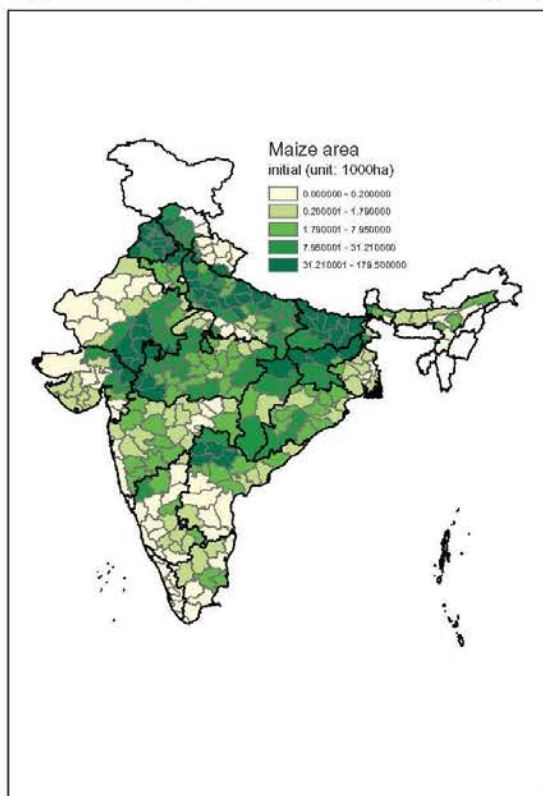 Maize area
initial (unit: 1000ha)
0.000000 - 0.200000
0.200001 - 1.790000
1.790001 - 7.950000
7.950001 - 31.210000
31.210001 - 179.500000